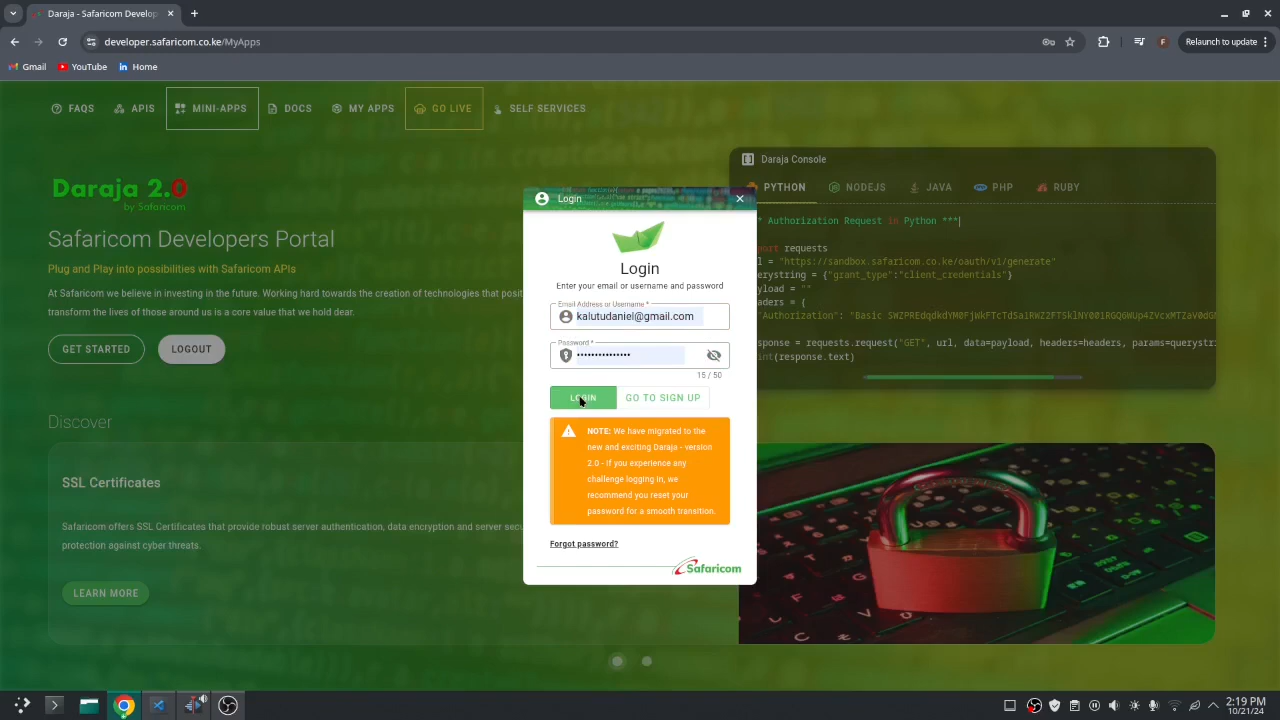 Daraja - Develop
developer.safaricom.co.ke/MyApps
F
Relaunch to update
Gmail
YouTube
Home
FAQS
APIS
MINI-APPS
DOCS
MY APPS
GO LIVE
SELF SERVICES
Daraja 2.0
by Safaricom
Safaricom Developers Portal
Plug and Play into possibilities with Safaricom APIs
At Safaricom we believe in investing in the future. Working hard towards the creation of technologies that posit
transform the lives of those around us is a core value that we hold dear.
GET STARTED
LOGOUT
Discover
SSL Certificates
Safaricom offers SSL Certificates that provide robust server authentication, data encryption and server secu
protection against cyber threats.
LEARN MORE
Login
Login
Enter your email or username and password
Email Address or Username *
kalutudaniel@gmail.com
Password *
•••••••••••••••
15 / 50
LOGIN
GO TO SIGN UP
NOTE: We have migrated to the
new and exciting Daraja - version
2.0 - If you experience any
challenge logging in, we
recommend you reset your
password for a smooth transition.
Forgot password?
Safaricom
Daraja Console
PYTHON
NODEJS
JAVA
PHP
RUBY
* Authorization Request in Python ***|
port requests
l = "https://sandbox.safaricom.co.ke/oauth/v1/generate"
erystring = {"grant_type":"client_credentials"}
yload = ""
aders = {
"Authorization": "Basic
sponse = requests.request("GET", url, data=payload, headers=headers, params=querystri
int(response.text)
2:19 PM
10/21/24